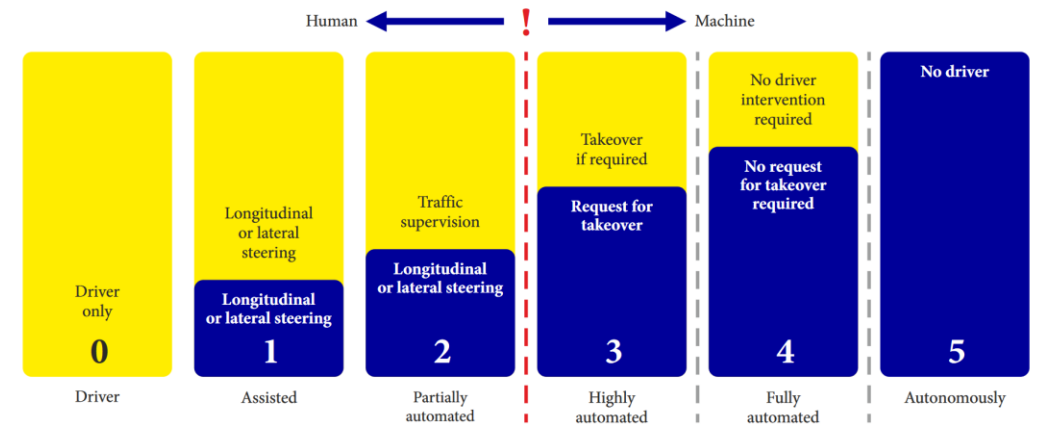 Human
!
Machine
Driver
only
0
Driver
Longitudinal
or lateral
steering
Longitudinal
or lateral steering
1
Assisted
Traffic
supervision
Longitudinal
or lateral steering
2
Partially
automated
Takeover
if required
Request for
takeover
3
Highly
automated
No driver
intervention
required
No request
for takeover
required
4
Fully
automated
No driver
5
Autonomously